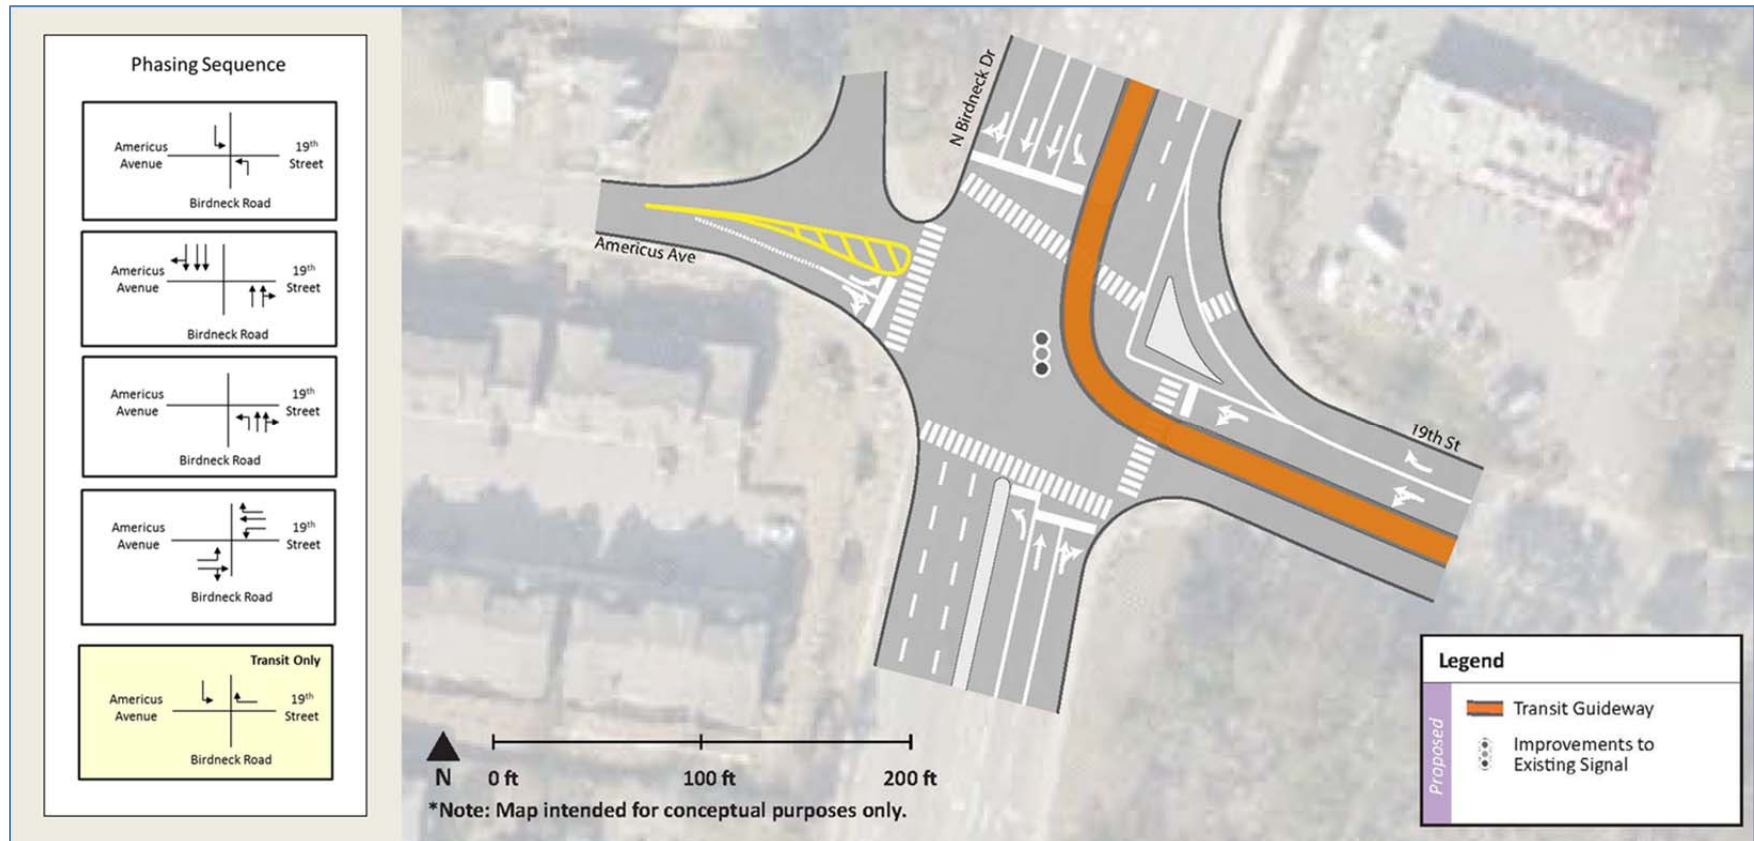 Phasing Sequence
Americus
Avenue
19th
Street
Birdneck Road
Americus
Avenue
19th
Street
Birdneck Road
Americus
Avenue
19th
Street
Birdneck Road
Americus
Avenue
19th
Street
Birdneck Road
Transit Only
Americus
Avenue
19th
Street
Birdneck Road
N Birdneck Dr
Americus Ave
19th St
N
0 ft
100 ft
200 ft
*Note: Map intended for conceptual purposes only.
Legend
Proposed
Transit Guideway
Improvements to
Existing Signal